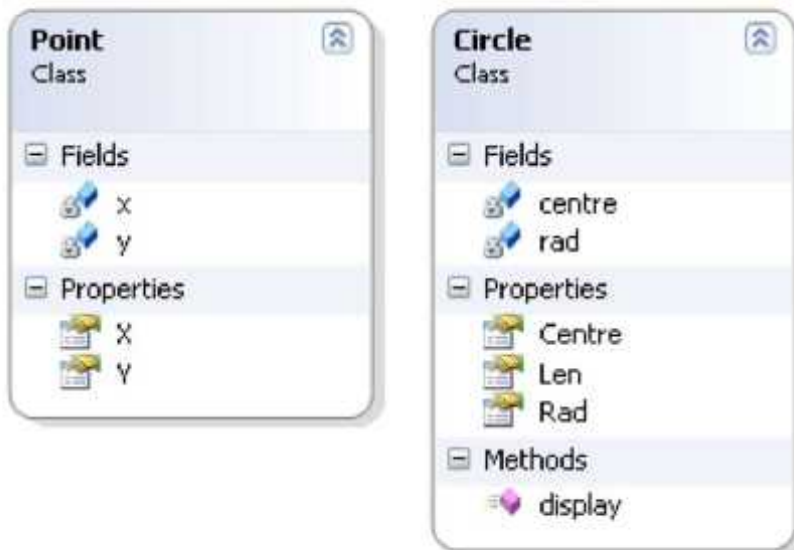 Point
Class
Fields
x
y
Properties
X
Y
Circle
Class
Fields
centre
rad
Properties
Centre
Len
Rad
Methods
display